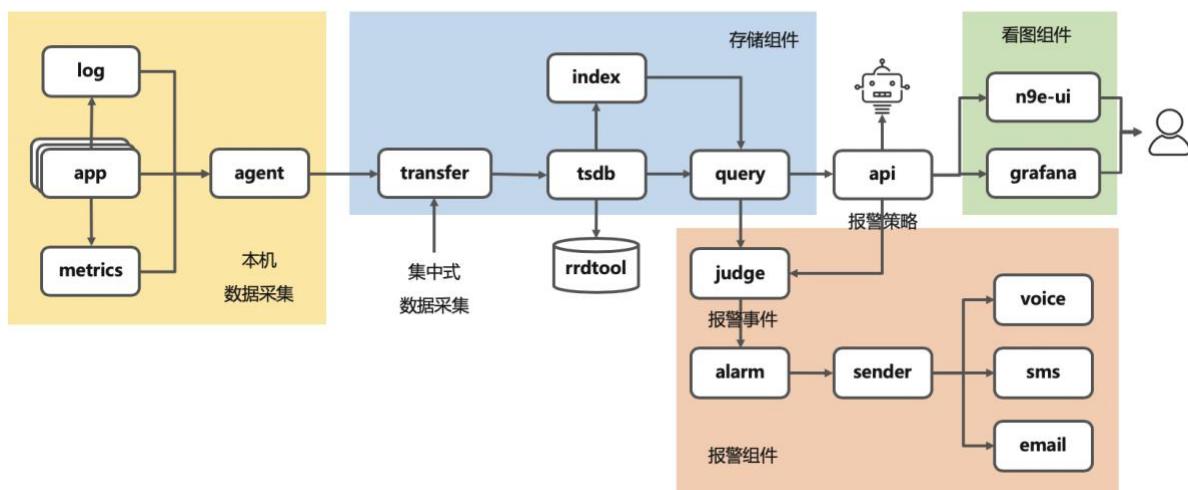 存储组件
看图组件
log
index
n9e-ui
app
agent
transfer
tsdb
query
api
grafana
报警策略
metrics
本机
数据采集
集中式
数据采集
rrdtool
judge
报警事件
voice
alarm
sender
sms
email
报警组件